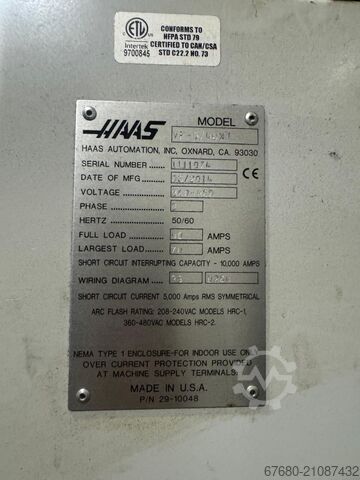 ETL
CONFORMS TO
NFPA STD 79
Intertek
CERTIFIED TO CAN/CSA
9700845
STD C22.2 NO. 73
HAAS
MODEL
HAAS AUTOMATION, INC, OXNARD, CA. 93030
SERIAL NUMBER
DATE OF MFG
CE
VOLTAGE
PHASE
HERTZ 50/60
FULL LOAD AMPS
LARGEST LOAD AMPS
SHORT CIRCUIT INTERRUPTING CAPACITY - 10,000 AMPS
WIRING DIAGRAM
SHORT CIRCUIT CURRENT 5,000 Amps RMS SYMMETRICAL
ARC FLASH RATING: 208-240VAC MODELS HRC-1,
360-480VAC MODELS HRC-2.
NEMA TYPE 1 ENCLOSURE-FOR INDOOR USE ON
OVER CURRENT PROTECTION PROVIDED
AT MACHINE SUPPLY TERMINALS.
MADE IN U.S.A.
P/N 29-10048
67680-21087432